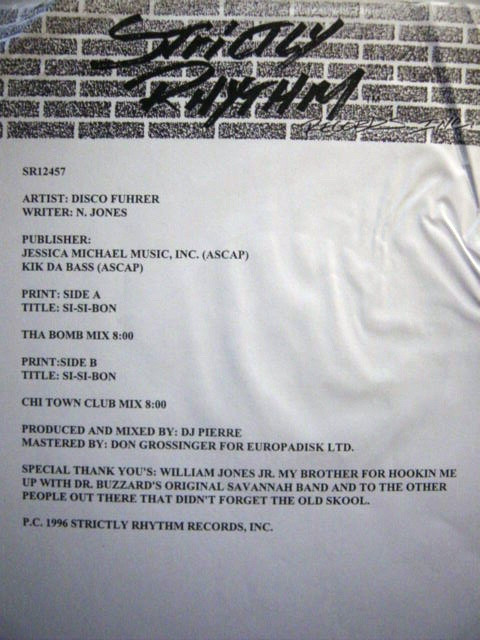 STRICTLY
RHYTHM
SR12457
ARTIST: DISCO FUHRER
WRITER: N. JONES
PUBLISHER:
JESSICA MICHAEL MUSIC, INC. (ASCAP)
KIK DA BASS (ASCAP)
PRINT: SIDE A
TITLE: SI-SI-BON
THA BOMB MIX 8:00
PRINT:SIDE B
TITLE: SI-SI-BON
CHI TOWN CLUB MIX 8:00
PRODUCED AND MIXED BY: DJ PIERRE
MASTERED BY: DON GROSSINGER FOR EUROPADISK LTD.
SPECIAL THANK YOU'S: WILLIAM JONES JR. MY BROTHER FOR HOOKIN ME
UP WITH DR. BUZZARD'S ORIGINAL SAVANNAH BAND AND TO THE OTHER
PEOPLE OUT THERE THAT DIDN'T FORGET THE OLD SKOOL.
P.C. 1996 STRICTLY RHYTHM RECORDS, INC.